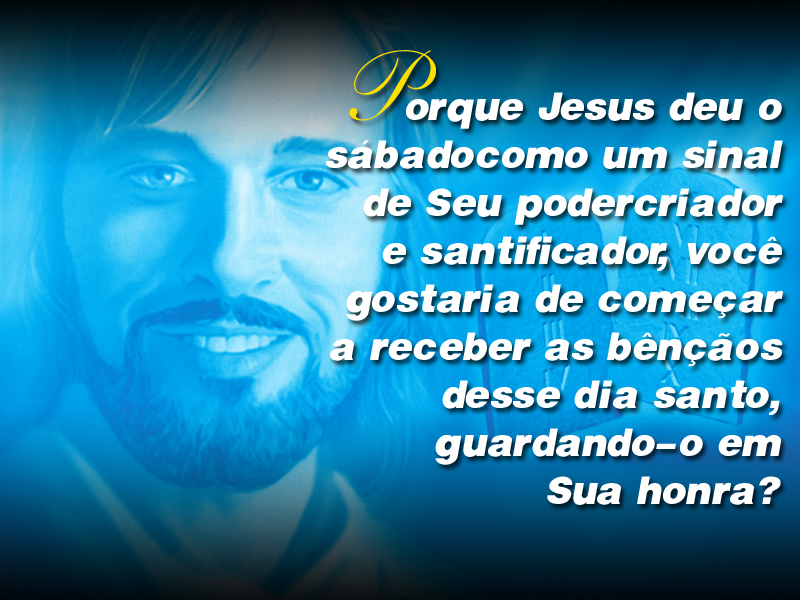 Porque Jesus deu o
sábadocomo um sinal
de Seu podercriador
e santificador, você
gostaria de começar
a receber as bênçãos
desse dia santo,
guardando-o em
Sua honra?